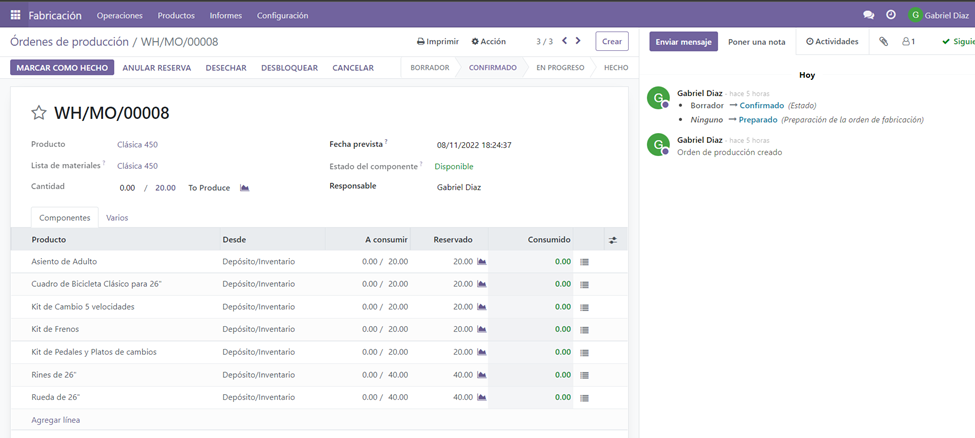 Fabricación Operaciones Productos Informes Configuración G Gabriel Diaz
Órdenes de producción / WH/MO/00008 Imprimir Acción 3 / 3 Crear
MARCAR COMO HECHO ANULAR RESERVA DESECHAR DESBLOQUEAR CANCELAR BORRADOR CONFIRMADO EN PROGRESO HECHO
WH/MO/00008
Producto Clásica 450 Fecha prevista ? 08/11/2022 18:24:37
Lista de materiales ? Clásica 450 Estado del componente ? Disponible
Cantidad 0.00 / 20.00 To Produce Responsable Gabriel Diaz
Componentes Varios
Producto Desde A consumir Reservado Consumido
Asiento de Adulto Depósito/Inventario 0.00 / 20.00 20.00 0.00
Cuadro de Bicicleta Clásico para 26" Depósito/Inventario 0.00 / 20.00 20.00 0.00
Kit de Cambio 5 velocidades Depósito/Inventario 0.00 / 20.00 20.00 0.00
Kit de Frenos Depósito/Inventario 0.00 / 20.00 20.00 0.00
Kit de Pedales y Platos de cambios Depósito/Inventario 0.00 / 20.00 20.00 0.00
Rines de 26" Depósito/Inventario 0.00 / 40.00 40.00 0.00
Rueda de 26" Depósito/Inventario 0.00 / 40.00 40.00 0.00
Agregar línea
Enviar mensaje Poner una nota Actividades 1 Siguie
Hoy
G Gabriel Diaz - hace 5 horas
Borrador → Confirmado (Estado)
Ninguno → Preparado (Preparación de la orden de fabricación)
G Gabriel Diaz - hace 5 horas
Orden de producción creado